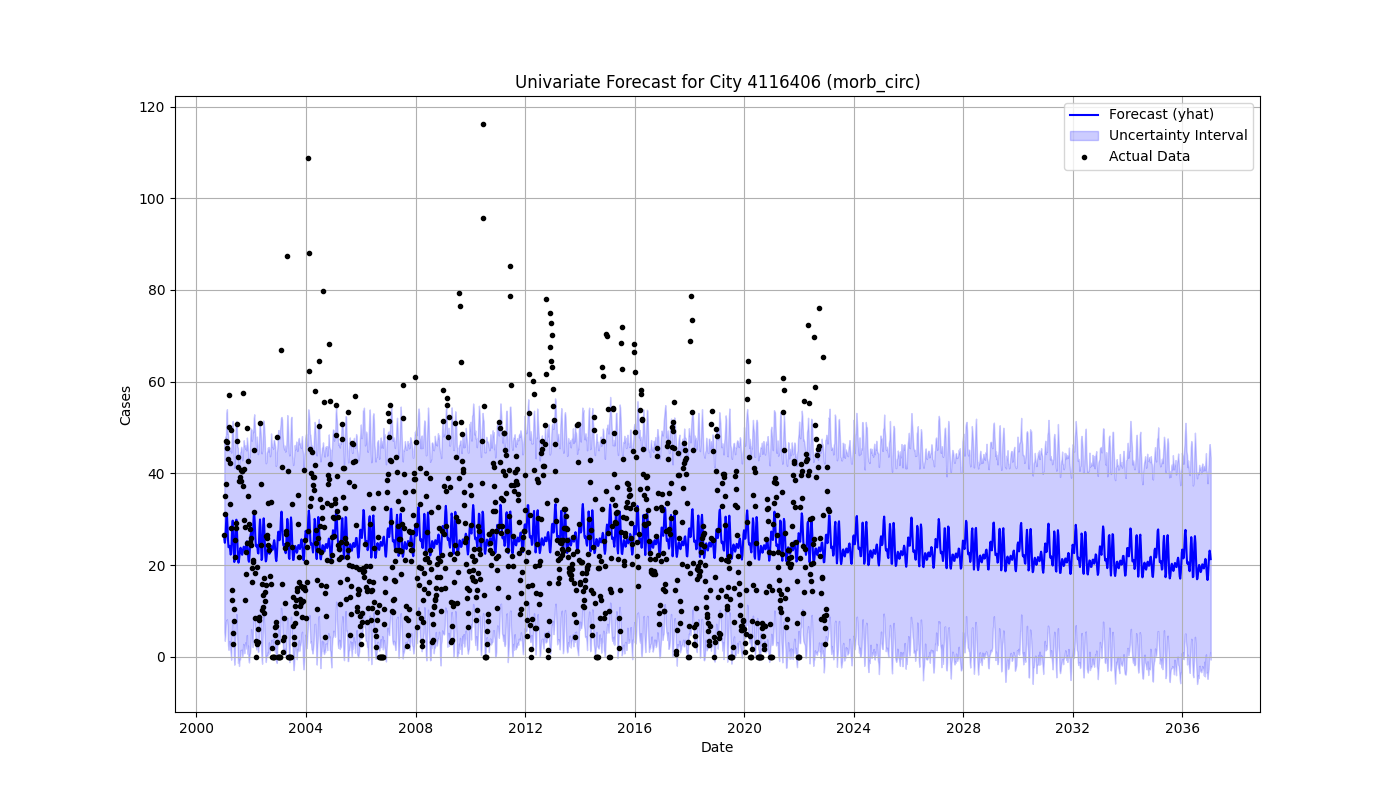 Univariate Forecast for City 4116406 (morb_circ)
120
100
80
60
40
20
0
Cases
Forecast (yhat)
Uncertainty Interval
Actual Data
2000 2004 2008 2012 2016 2020 2024 2028 2032 2036
Date